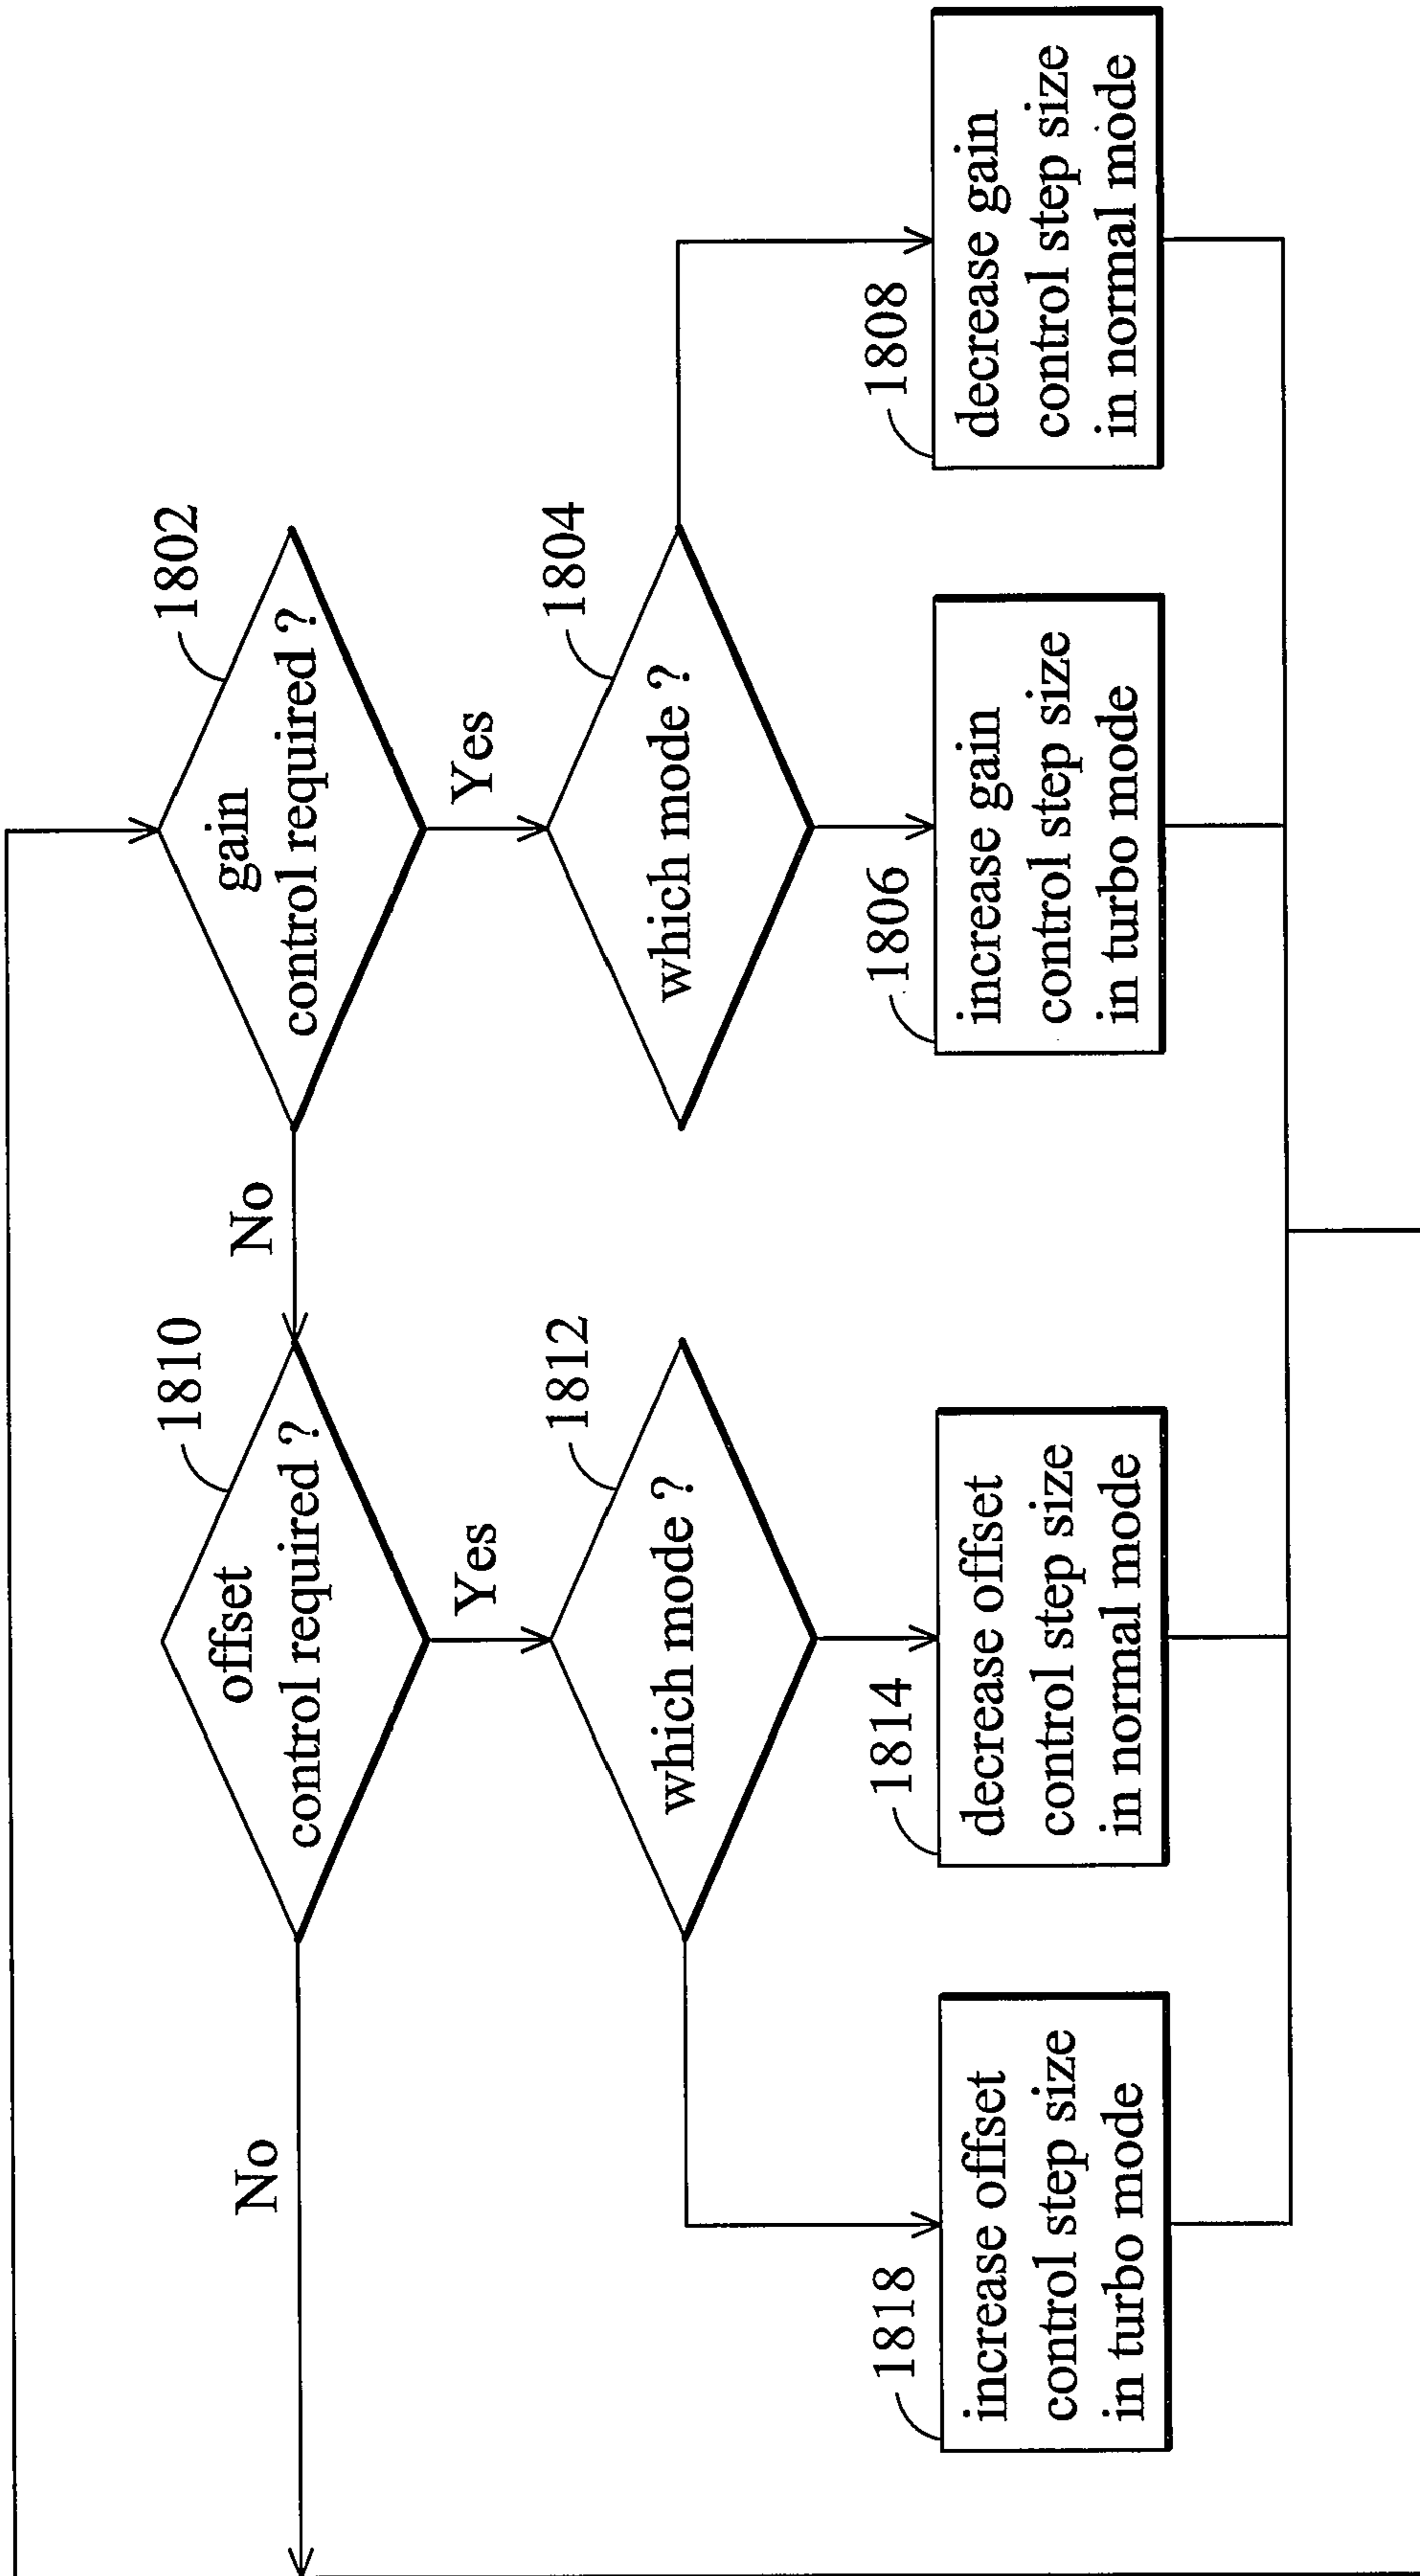 1802
gain
control required ?
Yes
No
1804
which mode ?
1806
increase gain
control step size
in turbo mode
1808
decrease gain
control step size
in normal mode
1810
offset
control required ?
Yes
No
1812
which mode ?
1814
decrease offset
control step size
in normal mode
1818
increase offset
control step size
in turbo mode